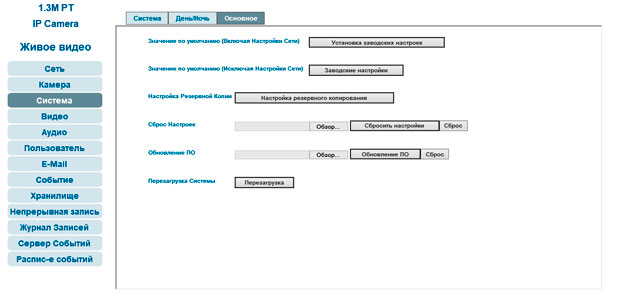 1.3M PT
IP Camera
Живое видео
Сеть
Камера
Система
Видео
Аудио
Пользователь
E-Mail
Событие
Хранилище
Непрерывная запись
Журнал Записей
Сервер Событий
Распис-е событий
Система День/Ночь Основное
Значение по умолчанию (Включая Настройки Сети) Установка заводских настроек
Значение по умолчанию (Исключая Настройки Сети) Заводские настройки
Настройка Резервной Копии Настройка резервного копирования
Сброс Настроек Обзор... Сбросить настройки Сброс
Обновление ПО Обзор... Обновление ПО Сброс
Перезагрузка Системы Перезагрузка